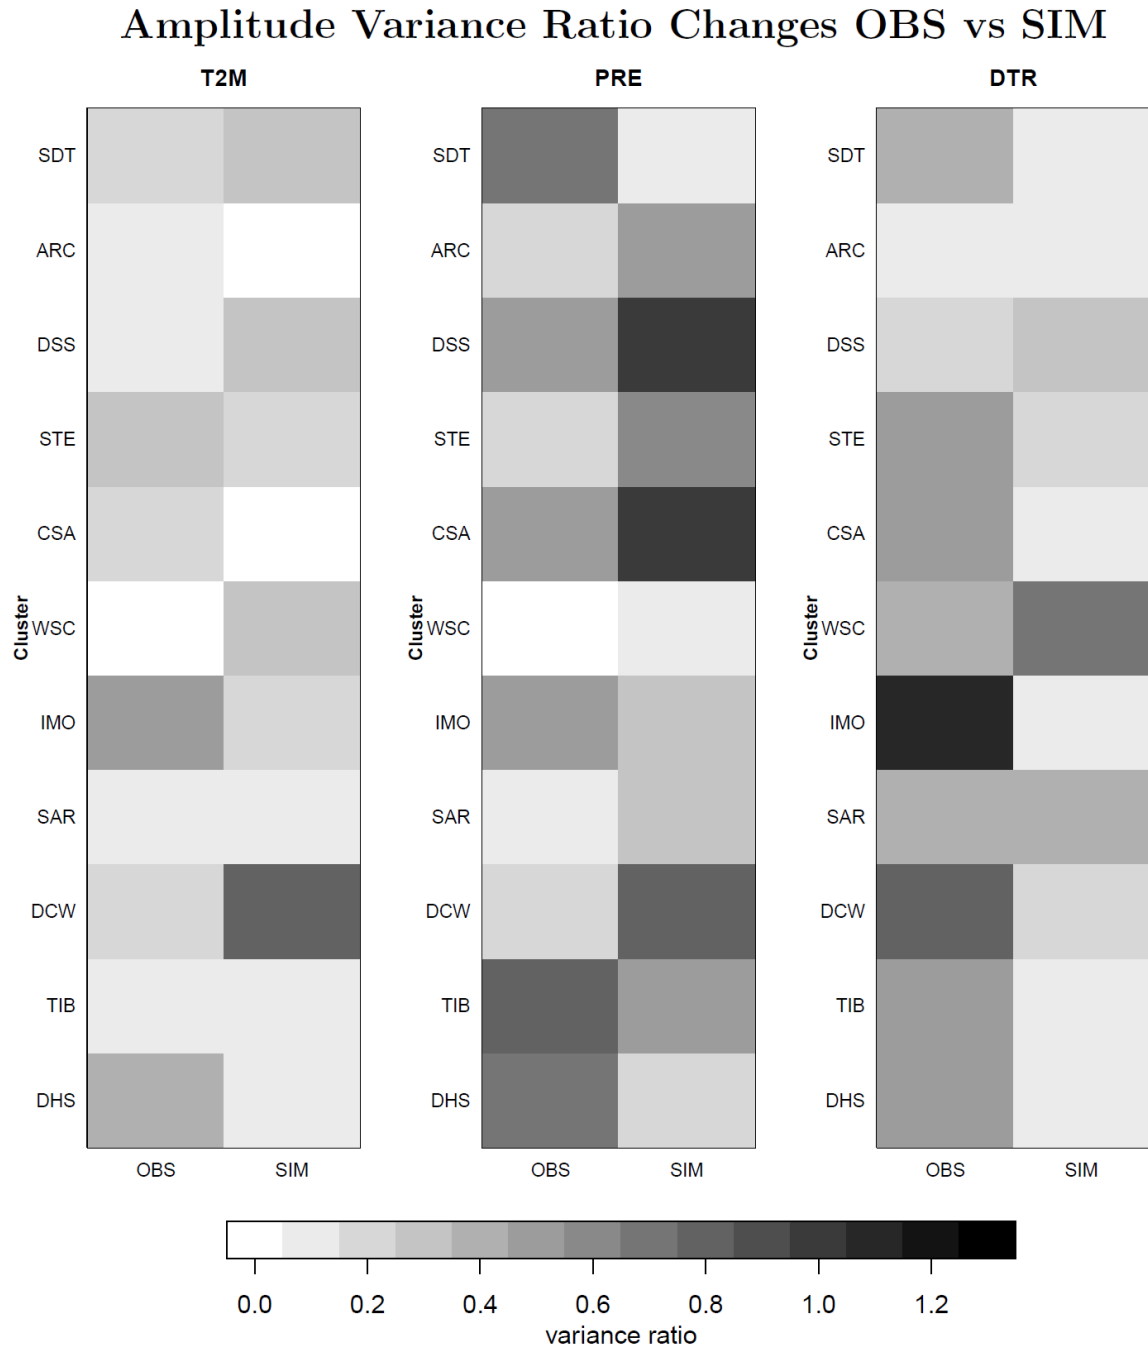 Amplitude Variance Ratio Changes OBS vs SIM
T2M
PRE
DTR
Cluster
SDT
ARC
DSS
STE
CSA
WSC
IMO
SAR
DCW
TIB
DHS
OBS SIM
Cluster
SDT
ARC
DSS
STE
CSA
WSC
IMO
SAR
DCW
TIB
DHS
OBS SIM
Cluster
SDT
ARC
DSS
STE
CSA
WSC
IMO
SAR
DCW
TIB
DHS
OBS SIM
0.0 0.2 0.4 0.6 0.8 1.0 1.2
variance ratio